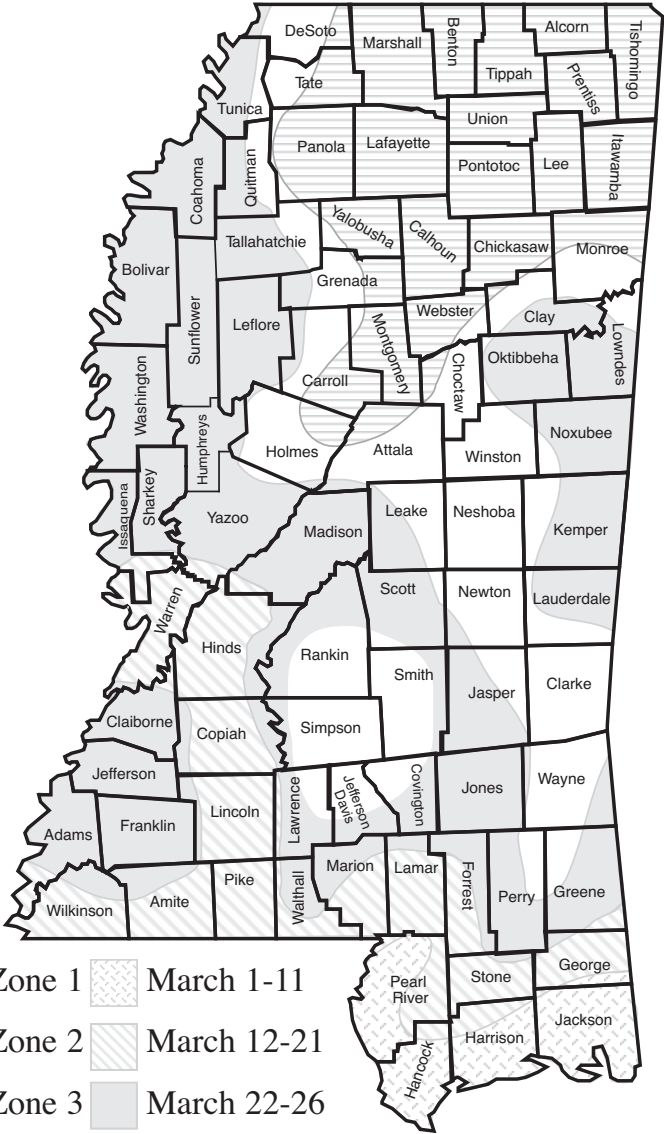 DeSoto
Marshall
Benton
Alcorn
Tishomingo
Tippah
Prentiss
Tate
Tunica
Union
Panola
Lafayette
Pontotoc
Lee
Itawamba
Coahoma
Quitman
Yalobusha
Calhoun
Chickasaw
Monroe
Tallahatchie
Bolivar
Grenada
Sunflower
Leflore
Webster
Clay
Montgomery
Oktibbeha
Lowndes
Washington
Carroll
Choctaw
Humphreys
Holmes
Attala
Winston
Noxubee
Issaquena
Sharkey
Yazoo
Madison
Leake
Neshoba
Kemper
Warren
Scott
Newton
Lauderdale
Hinds
Rankin
Smith
Jasper
Clarke
Claiborne
Copiah
Simpson
Jefferson
Lawrence
Jefferson
Davis
Covington
Jones
Wayne
Adams
Franklin
Lincoln
Marion
Lamar
Forrest
Perry
Greene
Wilkinson
Amite
Pike
Walthall
Pearl
River
Stone
George
Hancock
Harrison
Jackson
Zone 1 March 1-11
Zone 2 March 12-21
Zone 3 March 22-26